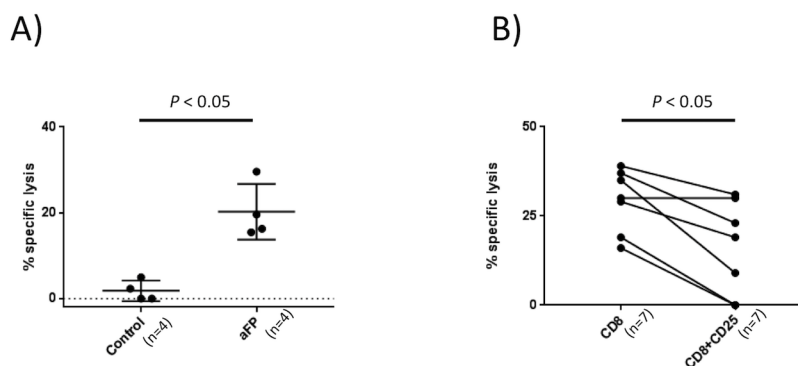 A)
P < 0.05
% specific lysis
40
20
0
Control
(n=4)
aFP
(n=4)
B)
P < 0.05
% specific lysis
50
25
0
CD8
(n=7)
CD8+CD25
(n=7)